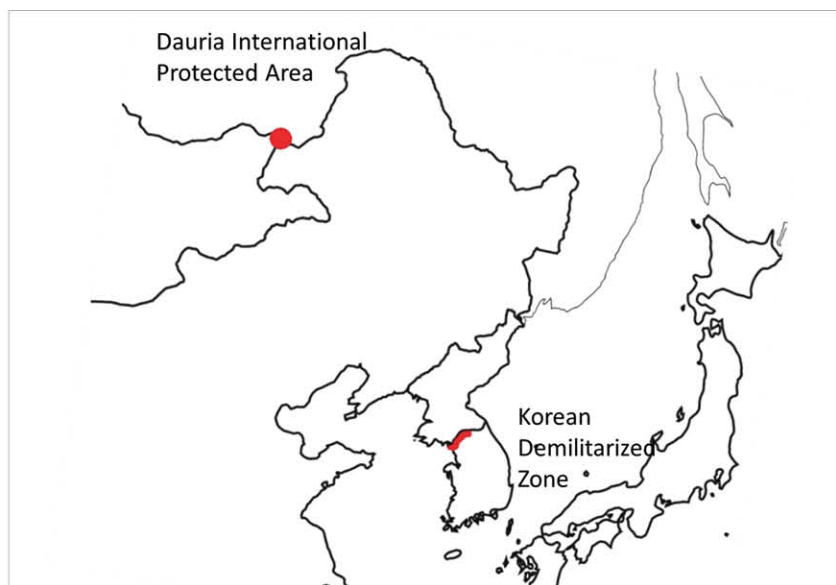 Dauria International
Protected Area
Korean
Demilitarized
Zone